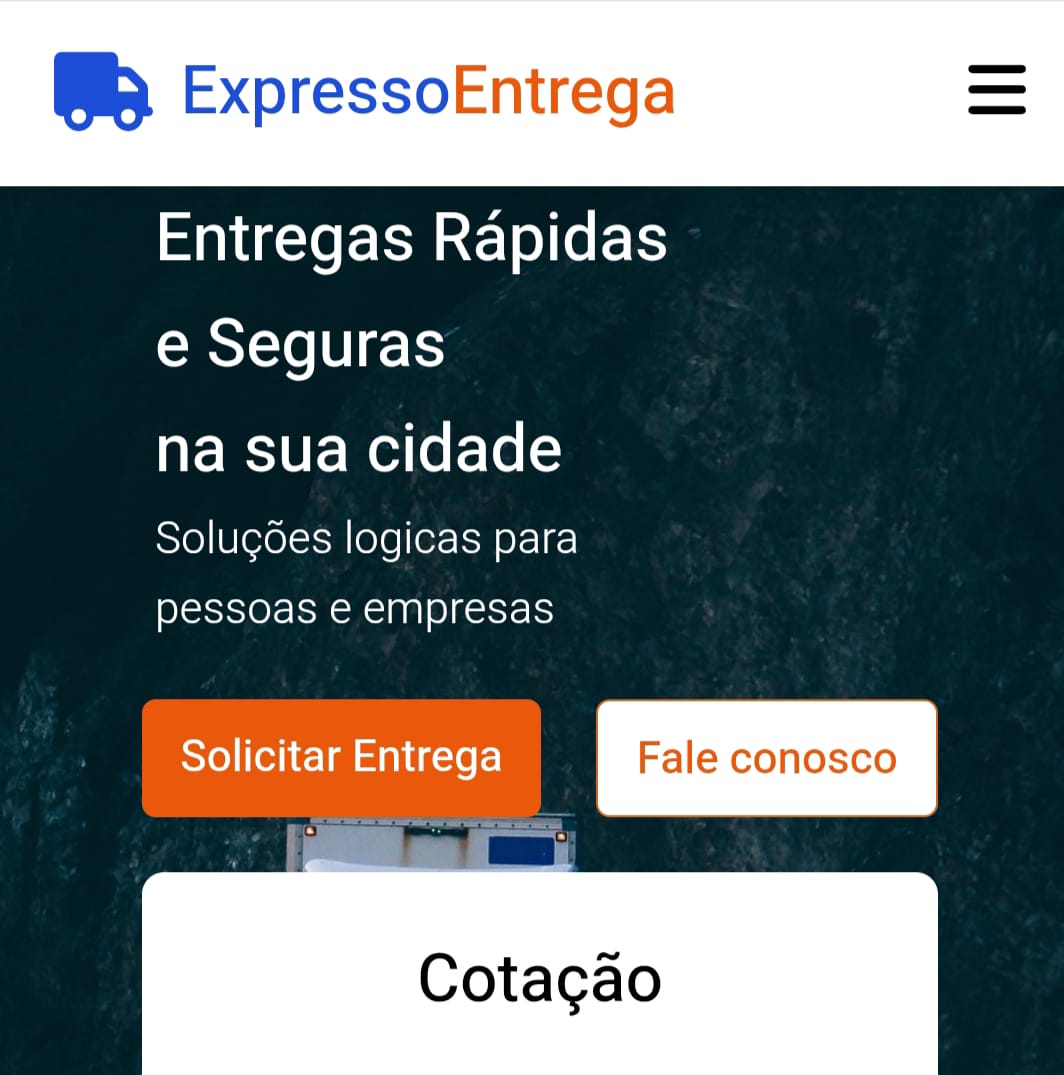 ExpressoEntrega
Entregas Rápidas
e Seguras
na sua cidade
Soluções logicas para
pessoas e empresas
Solicitar Entrega
Fale conosco
Cotação